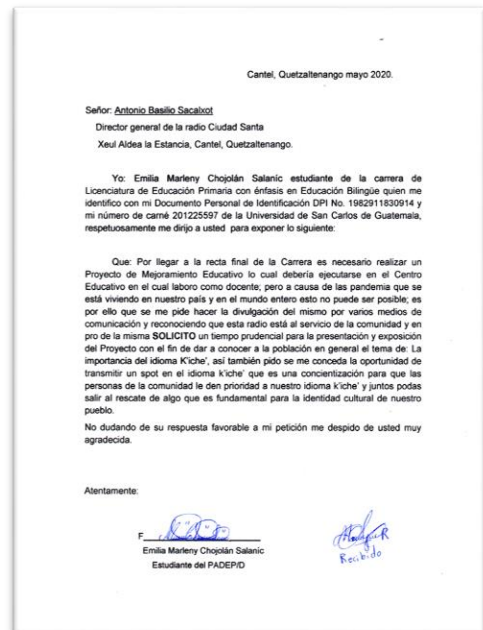 Cantel, Quetzaltenango mayo 2020.
Señor: Antonio Basilio Sacalxot
Director general de la radio Ciudad Santa
Xeul Aldea la Estancia, Cantel, Quetzaltenango.
Yo: Emilia Marleny Chojolán Salanic estudiante de la carrera de
Licenciatura de Educación Primaria con énfasis en Educación Bilingüe quien me
identifico con mi Documento Personal de Identificación DPI No. 1982911830914 y
mi número de carné 201225597 de la Universidad de San Carlos de Guatemala,
respetuosamente me dirijo a usted para exponer lo siguiente:
Que: Por llegar a la recta final de la Carrera es necesario realizar un
Proyecto de Mejoramiento Educativo lo cual debería ejecutarse en el Centro
Educativo en el cual laboro como docente; pero a causa de las pandemia que se
está viviendo en nuestro país y en el mundo entero esto no puede ser posible; es
por ello que se me pide hacer la divulgación del mismo por varios medios de
comunicación y reconociendo que esta radio está al servicio de la comunidad y en
pro de la misma SOLICITO un tiempo prudencial para la presentación y exposición
del Proyecto con el fin de dar a conocer a la población en general el tema de: La
importancia del idioma K'iche', así también pido se me conceda la oportunidad de
transmitir un spot en el idioma k'iche' que es una concientización para que las
personas de la comunidad le den prioridad a nuestro idioma k'iche' y juntos podas
salir al rescate de algo que es fundamental para la identidad cultural de nuestro
pueblo.
No dudando de su respuesta favorable a mi petición me despido de usted muy
agradecida.
Atentamente:
F
Emilia Marleny Chojolán Salanic
Estudiante del PADEP/D
Recibido